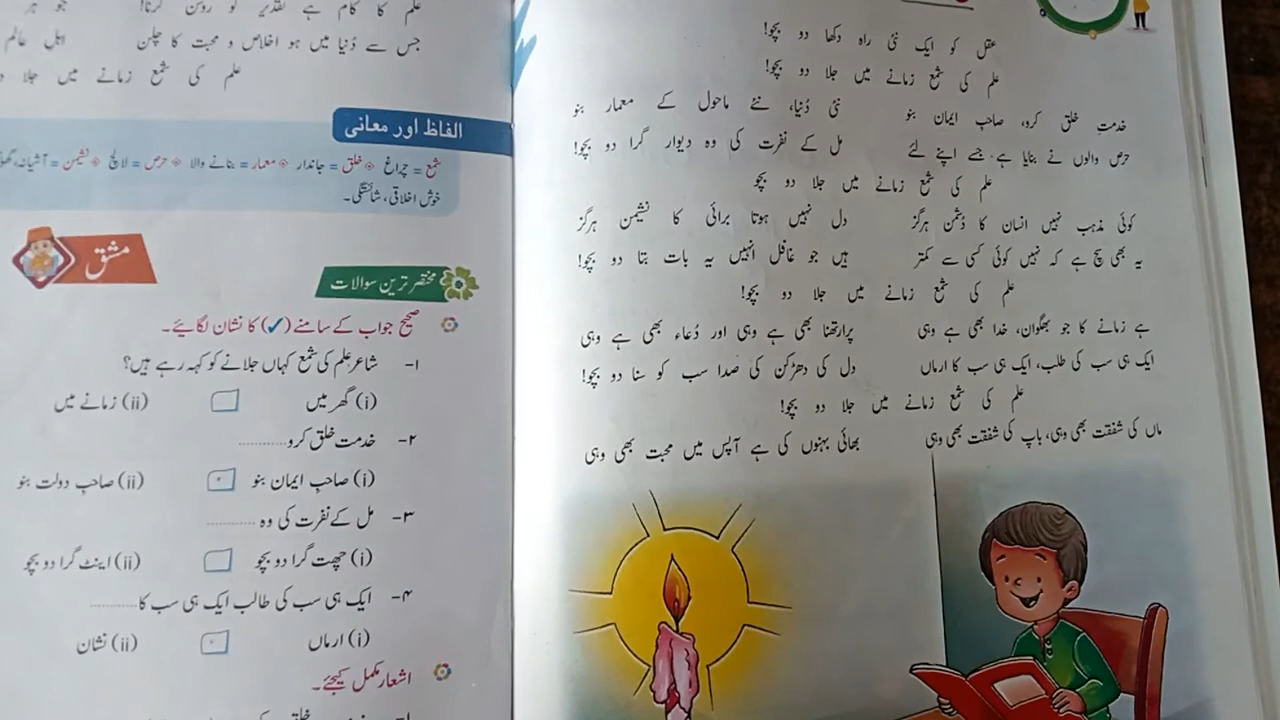 عقل کو ایک نئی راہ دکھا دو بچو!
علم کی شمع زمانے میں جلا دو بچو!
خدمت خلق کرو، صاحبِ ایمان بنو نئی دُنیا، نئے ماحول کے معمار بنو
حرص والوں نے بنایا ہے جسے اپنے لئے مل کے نفرت کی وہ دیوار گرا دو بچو!
علم کی شمع زمانے میں جلا دو بچو
کوئی مذہب نہیں انسان کا دُشمن ہرگز دل نہیں ہوتا برائی کا نشیمن ہرگز
یہ بھی سچ ہے کہ نہیں کوئی کسی سے کمتر ہیں جو غافل انہیں یہ بات بتا دو بچو!
علم کی شمع زمانے میں جلا دو بچو!
ہے زمانے کا جو بھگوان، خدا بھی ہے وہی پرارتھنا بھی ہے وہی اور دُعاء بھی ہے وہی
ایک ہی سب کی طلب، ایک ہی سب کا ارماں دل کی دھڑکن کی صدا سب کو سنا دو بچو!
علم کی شمع زمانے میں جلا دو بچو!
ماں کی شفقت بھی وہی، باپ کی شفقت بھی وہی بھائی بہنوں کی ہے آپس میں محبت بھی وہی
علم کا کام ہے تقدیر کو روشن کرنا! جو ہر
جس سے دُنیا میں ہو اخلاص و محبت کا چلن اہلِ عالم
علم کی شمع زمانے میں جلا د
الفاظ اور معانی
شمع = چراغ خلق = جاندار معمار = بنانے والا حرص = لالچ نشیمن = آشیانہ،
خوش اخلاقی، شائستگی۔
مشق
مختصر ترین سوالات
صحیح جواب کے سامنے (✓) کا نشان لگائیے۔
۱- شاعر علم کی شمع کہاں جلانے کو کہہ رہے ہیں؟
(i) گھر میں (ii) زمانے میں
۲- خدمت خلق کرو............
(i) صاحبِ ایمان بنو (ii) صاحبِ دولت بنو
۳- مل کے نفرت کی وہ ............
(i) چھت گرا دو بچو (ii) اینٹ گرا دو بچو
۴- ایک ہی سب کی طالب ایک ہی سب کا............
(i) ارماں (ii) نشان
اشعار مکمل کیجئے۔